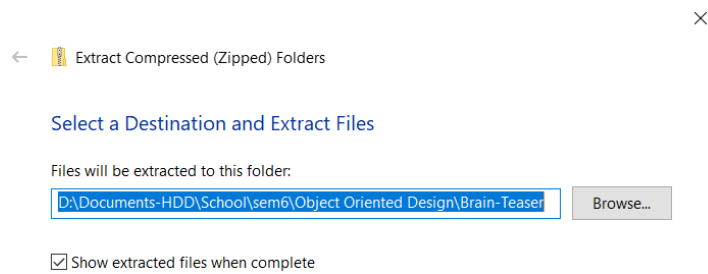 Extract Compressed (Zipped) Folders
Select a Destination and Extract Files
Files will be extracted to this folder:
D:\Documents-HDD\School\sem6\Object Oriented Design\Brain-Teaser
Browse...
Show extracted files when complete